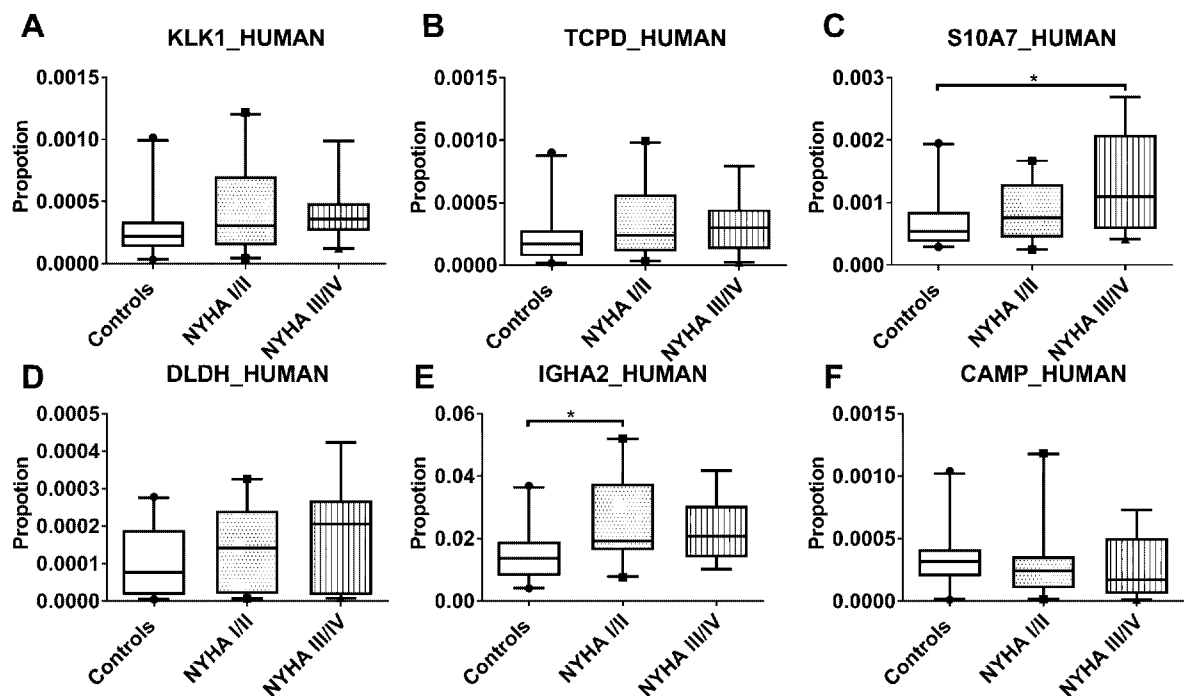 A KLK1_HUMAN
Propotion
0.0015
0.0010
0.0005
0.0000
Controls
NYHA I/II
NYHA III/IV
B TCPD_HUMAN
Propotion
0.0015
0.0010
0.0005
0.0000
Controls
NYHA I/II
NYHA III/IV
C S10A7_HUMAN
Propotion
0.003
0.002
0.001
0.000
*
Controls
NYHA I/II
NYHA III/IV
D DLDH_HUMAN
Propotion
0.0005
0.0004
0.0003
0.0002
0.0001
0.0000
Controls
NYHA I/II
NYHA III/IV
E IGHA2_HUMAN
Propotion
0.06
0.04
0.02
0.00
*
Controls
NYHA I/II
NYHA III/IV
F CAMP_HUMAN
Propotion
0.0015
0.0010
0.0005
0.0000
Controls
NYHA I/II
NYHA III/IV